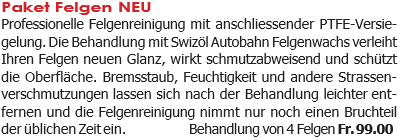 Paket Felgen NEU
Professionelle Felgenreinigung mit anschliessender PTFE-Versie-
gelung. Die Behandlung mit Swizöl Autobahn Felgenwachs verleiht
Ihren Felgen neuen Glanz, wirkt schmutzabweisend und schützt
die Oberfläche. Bremsstaub, Feuchtigkeit und andere Strassen-
verschmutzungen lassen sich nach der Behandlung leichter ent-
fernen und die Felgenreinigung nimmt nur noch einen Bruchteil
der üblichen Zeit ein. Behandlung von 4 Felgen Fr. 99.00